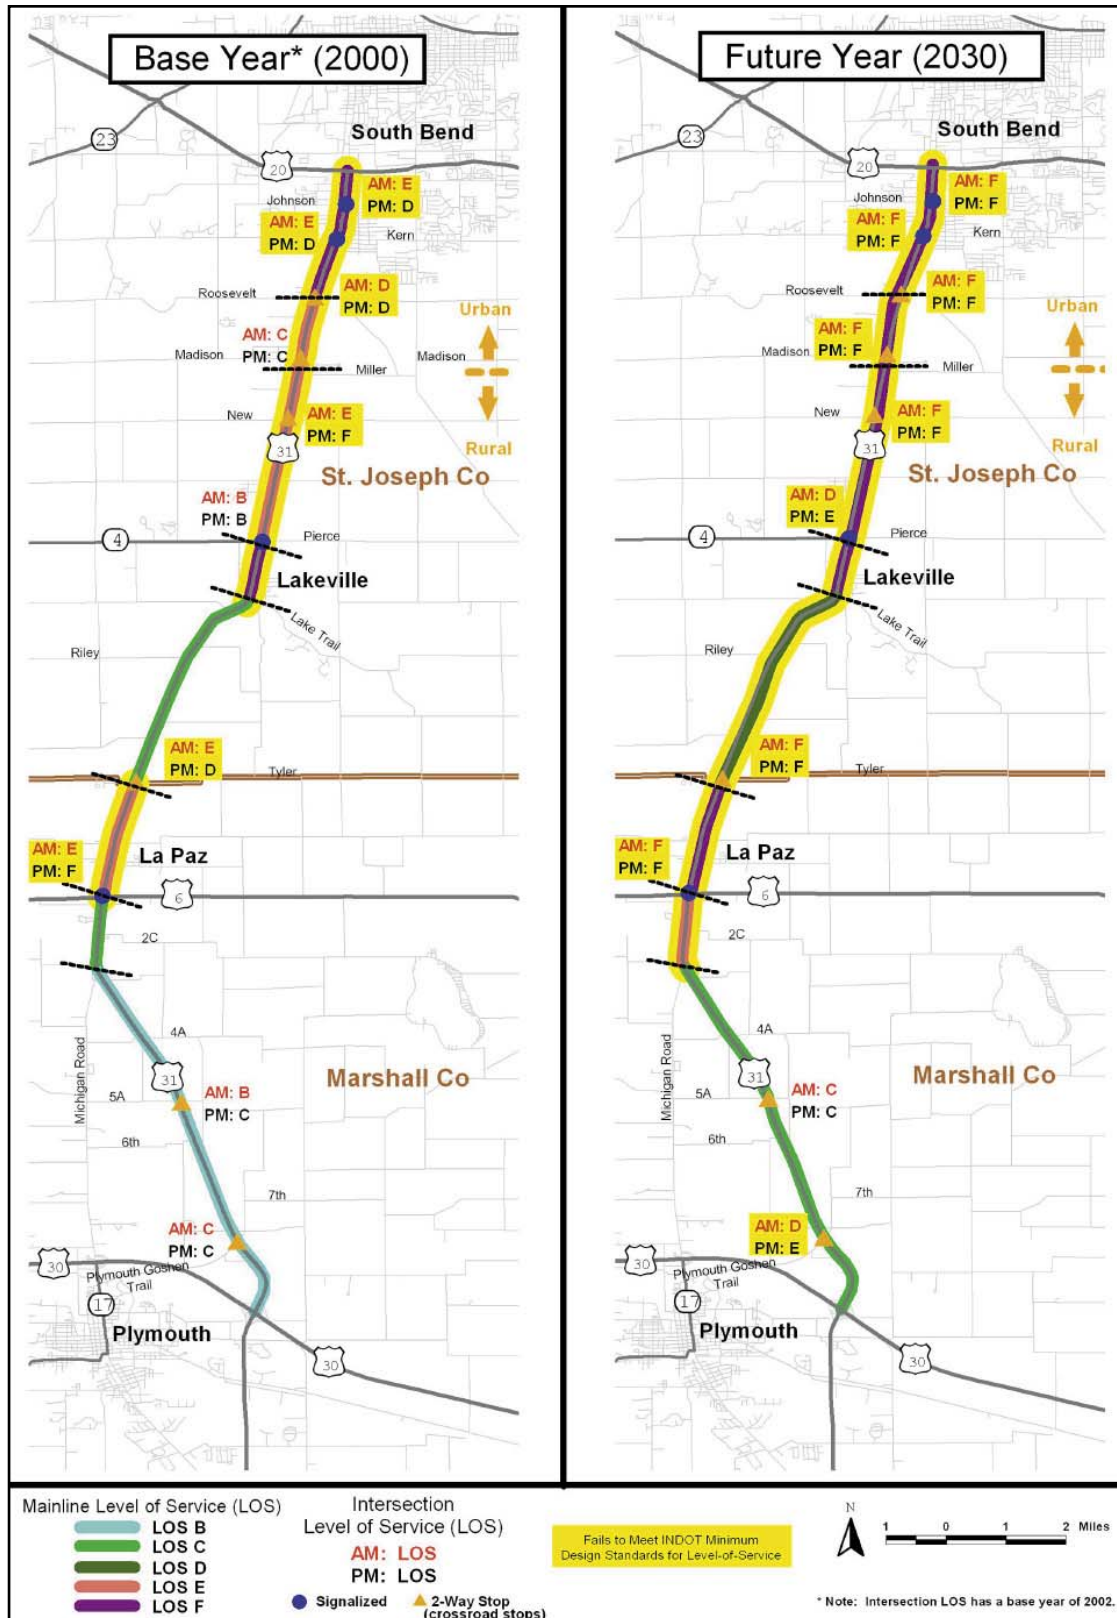 Base Year* (2000)
23
South Bend
20
Johnson
AM: E
PM: D
AM: E
PM: D
Kern
Roosevelt
AM: D
PM: D
Urban
AM: C
PM: C
Madison
Madison
Miller
New
AM: E
PM: F
31
Rural
St. Joseph Co
AM: B
PM: B
4
Pierce
Lakeville
Lake Trail
Riley
AM: E
PM: D
Tyler
AM: E
PM: F
La Paz
6
2C
4A
Michigan Road
31
Marshall Co
5A
AM: B
PM: C
6th
7th
AM: C
PM: C
30
Plymouth Goshen
Trail
17
Plymouth
30
Future Year (2030)
23
South Bend
20
Johnson
AM: F
PM: F
AM: F
PM: F
Kern
Roosevelt
AM: F
PM: F
Urban
AM: F
PM: F
Madison
Miller
New
AM: F
PM: F
31
Rural
St. Joseph Co
AM: D
PM: E
4
Pierce
Lakeville
Lake Trail
Riley
AM: F
PM: F
Tyler
AM: F
PM: F
La Paz
6
2C
4A
Michigan Road
31
Marshall Co
5A
AM: C
PM: C
6th
7th
AM: D
PM: E
30
Plymouth Goshen
Trail
17
Plymouth
30
Mainline Level of Service (LOS)
LOS B
LOS C
LOS D
LOS E
LOS F
Intersection
Level of Service (LOS)
AM: LOS
PM: LOS
Signalized
2-Way Stop
(crossroad stops)
Fails to Meet INDOT Minimum
Design Standards for Level-of-Service
N
1 0 1 2 Miles
* Note: Intersection LOS has a base year of 2002.